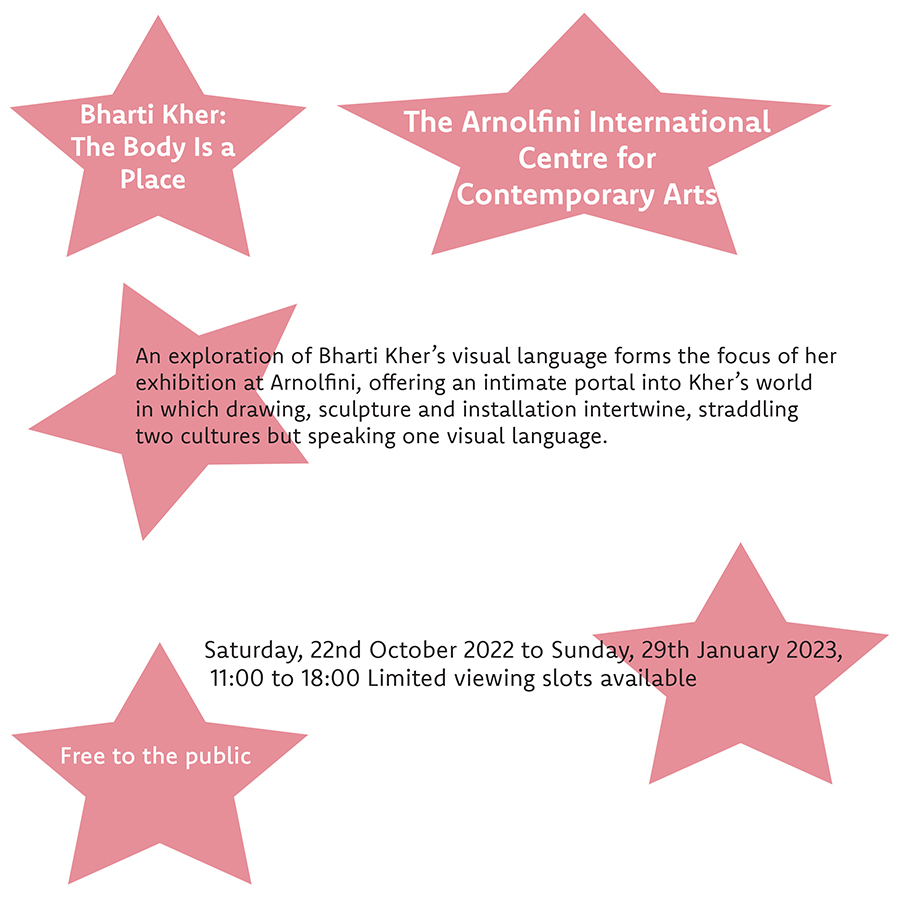 Bharti Kher:
The Body Is a
Place
The Arnolfini International
Centre for
Contemporary Arts
An exploration of Bharti Kher’s visual language forms the focus of her
exhibition at Arnolfini, offering an intimate portal into Kher’s world
in which drawing, sculpture and installation intertwine, straddling
two cultures but speaking one visual language.
Saturday, 22nd October 2022 to Sunday, 29th January 2023,
11:00 to 18:00 Limited viewing slots available
Free to the public